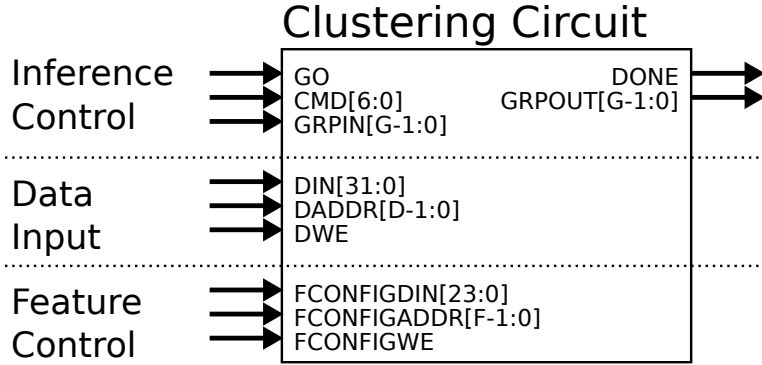 Clustering Circuit
Inference
Control
GO
DONE
CMD[6:0]
GRPOUT[G-1:0]
GRPIN[G-1:0]
Data
Input
DIN[31:0]
DADDR[D-1:0]
DWE
Feature
Control
FCONFIGDIN[23:0]
FCONFIGADDR[F-1:0]
FCONFIGWE